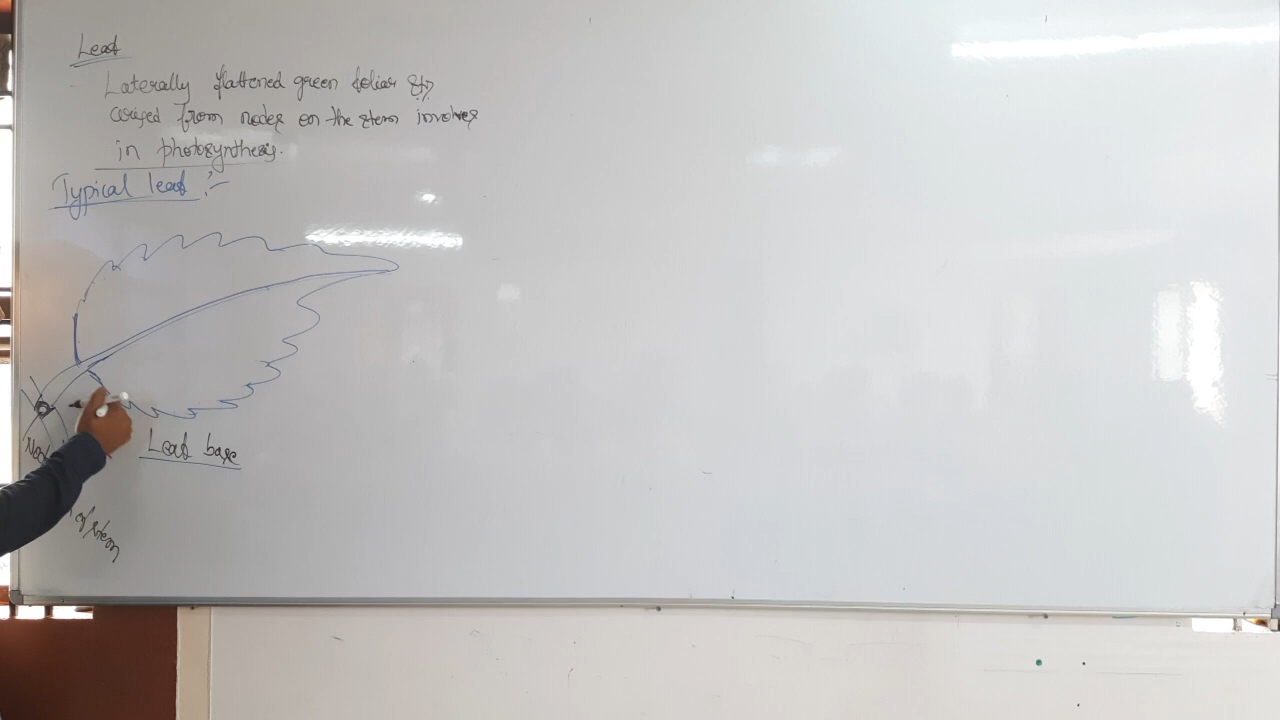 Leaf
Laterally flattened green foliar
arised from nodes on the stem involves
in photosynthesis.
Typical leaf :-
Leaf base
of stem